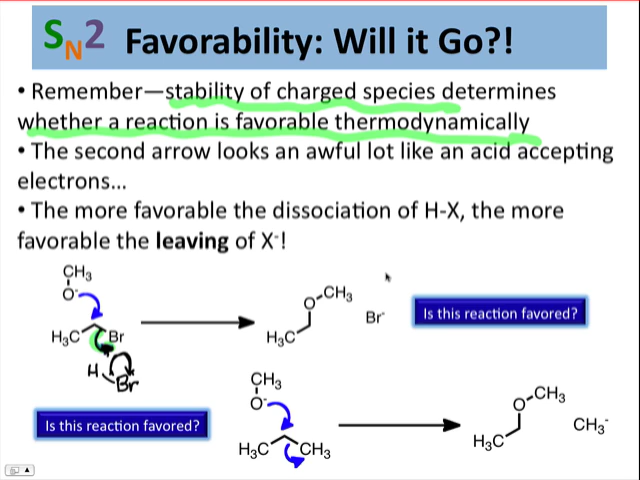 SN2 Favorability: Will it Go?!
• Remember—stability of charged species determines
whether a reaction is favorable thermodynamically
• The second arrow looks an awful lot like an acid accepting
electrons...
• The more favorable the dissociation of H-X, the more
favorable the leaving of X-!
CH3
O-
H3C
Br
H
Br
O
CH3
H3C
Br-
Is this reaction favored?
Is this reaction favored?
CH3
O-
H3C
CH3
O
CH3
H3C
CH3-